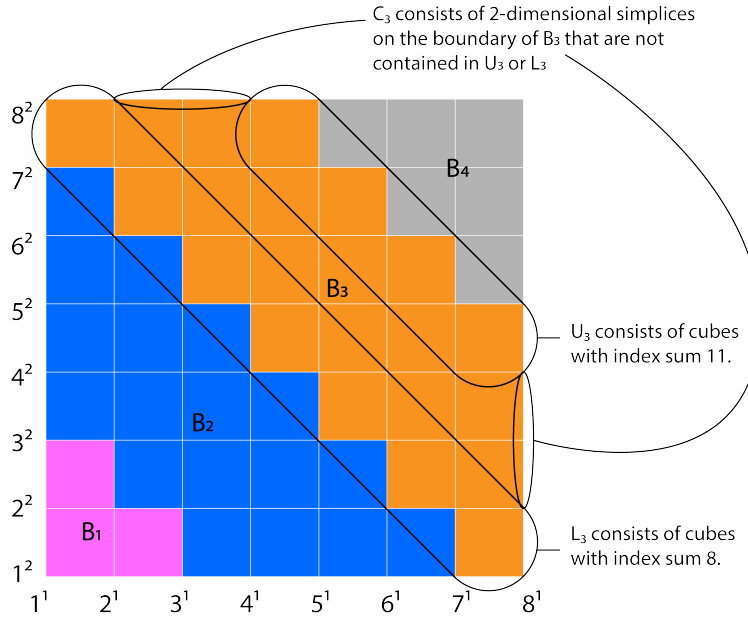 C₃ consists of 2-dimensional simplices
on the boundary of B₃ that are not
contained in U₃ or L₃
8²
7²
B₄
6²
B₃
5²
U₃ consists of cubes
with index sum 11.
4²
B₂
3²
2²
B₁
L₃ consists of cubes
with index sum 8.
1²
1¹ 2¹ 3¹ 4¹ 5¹ 6¹ 7¹ 8¹